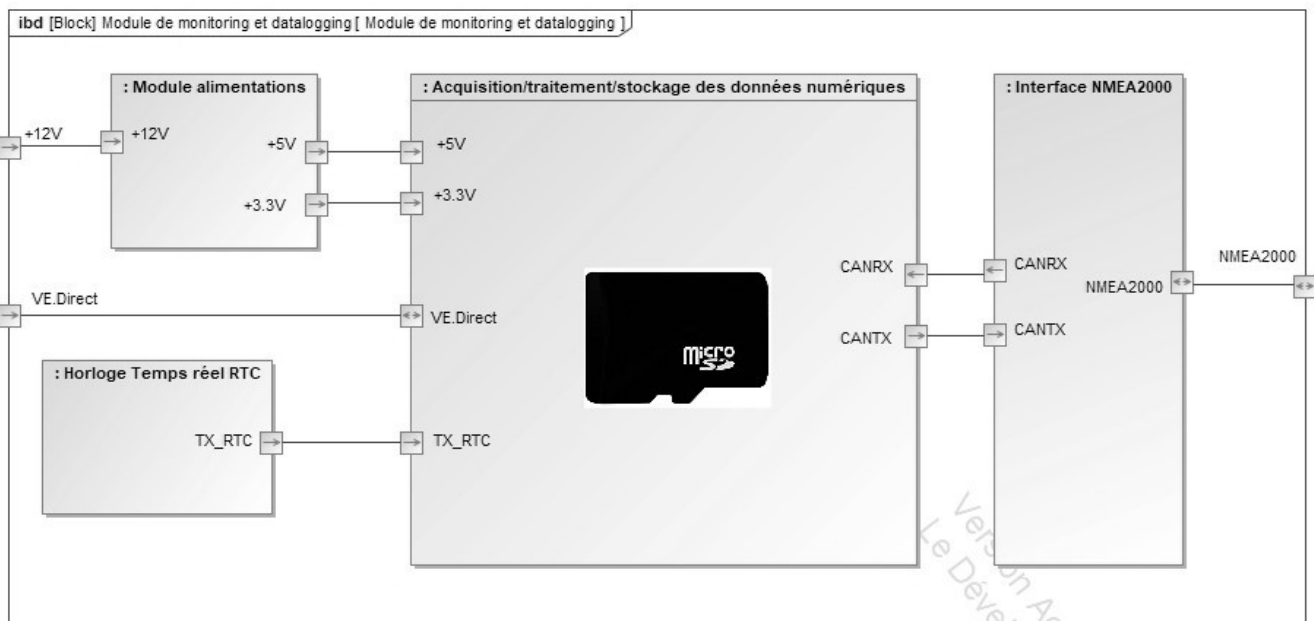 ibd [Block] Module de monitoring et datalogging [ Module de monitoring et datalogging ]
: Module alimentations
: Acquisition/traitement/stockage des données numériques
: Interface NMEA2000
+12V
+12V
+5V
+5V
+3.3V
+3.3V
CANRX
CANRX
NMEA2000
NMEA2000
VE.Direct
VE.Direct
CANTX
CANTX
micro
SD
: Horloge Temps réel RTC
TX_RTC
TX_RTC
Version
Le